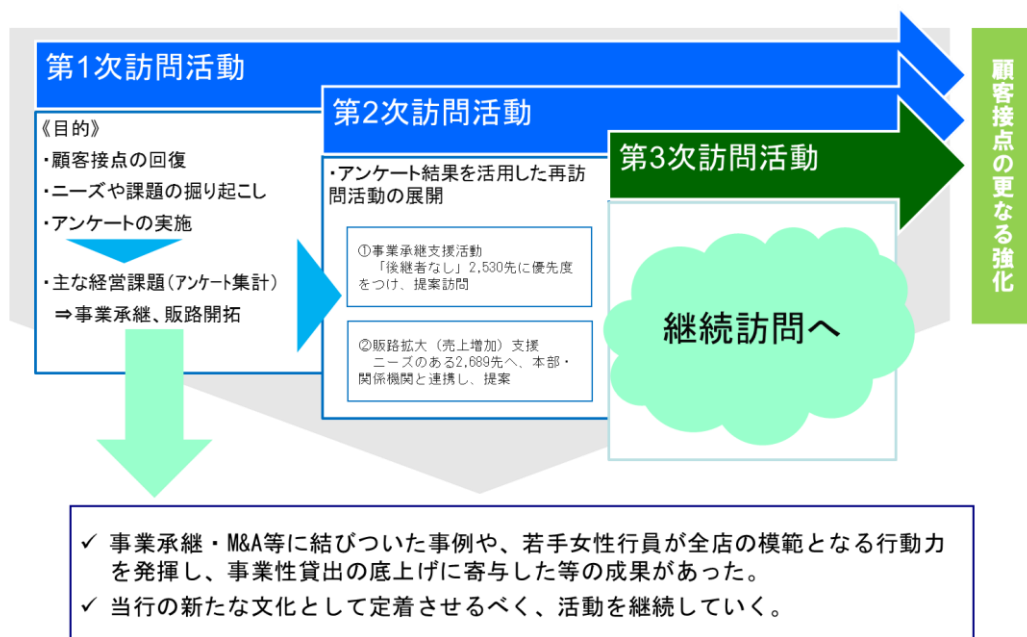 第1次訪問活動
《目的》
・顧客接点の回復
・ニーズや課題の掘り起こし
・アンケートの実施
・主な経営課題(アンケート集計)
⇒事業承継、販路開拓
第2次訪問活動
・アンケート結果を活用した再訪
問活動の展開
①事業承継支援活動
「後継者なし」2,530先に優先度
をつけ、提案訪問
②販路拡大（売上増加）支援
ニーズのある2,689先へ、本部・
関係機関と連携し、提案
第3次訪問活動
継続訪問へ
顧客接点の更なる強化
✓ 事業承継・M&A等に結びついた事例や、若手女性行員が全店の模範となる行動力
を発揮し、事業性貸出の底上げに寄与した等の成果があった。
✓ 当行の新たな文化として定着させるべく、活動を継続していく。